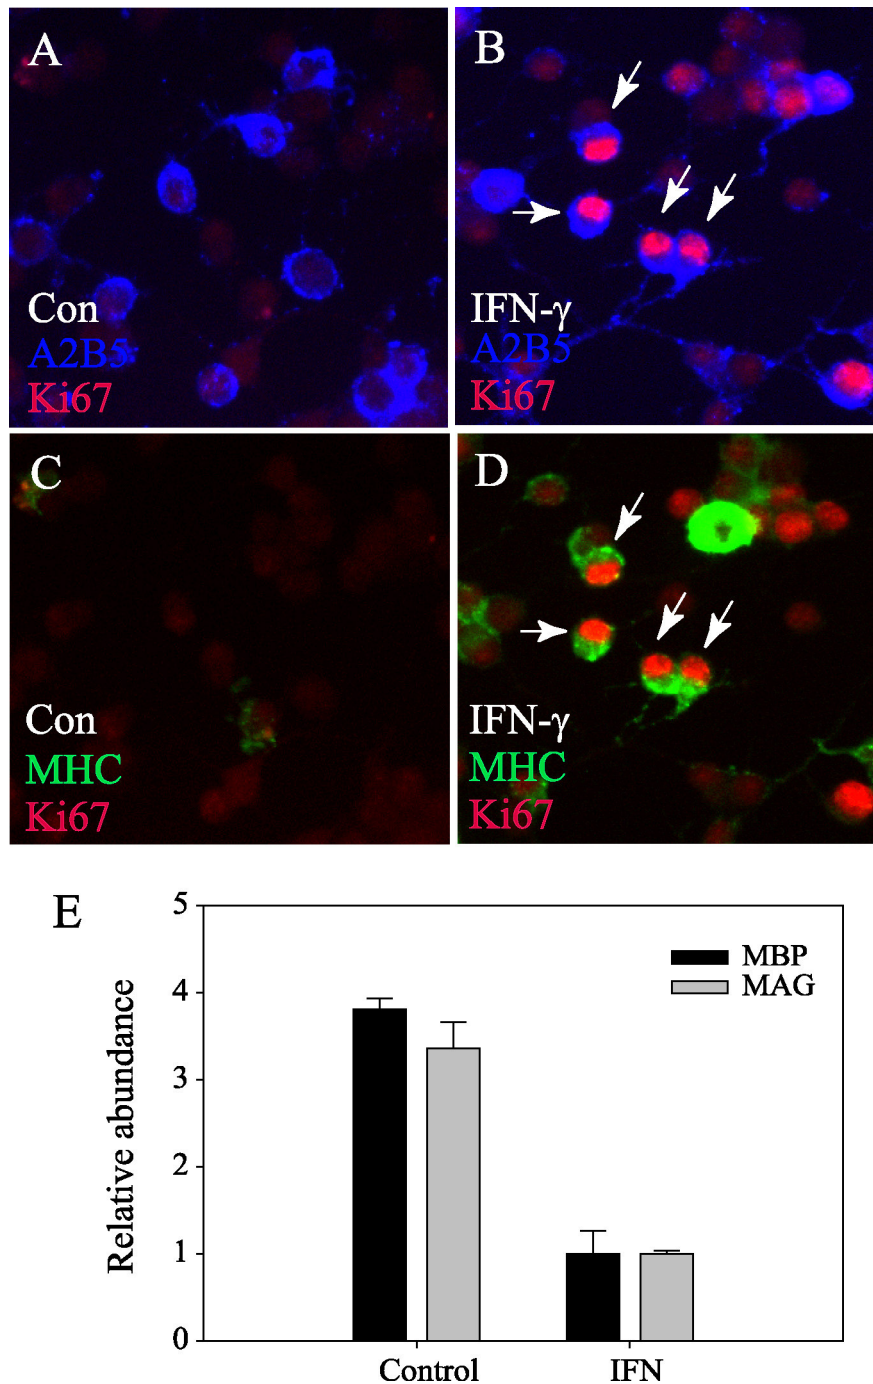 A
Con
A2B5
Ki67
B
IFN-γ
A2B5
Ki67
C
Con
MHC
Ki67
D
IFN-γ
MHC
Ki67
E
Relative abundance
5
4
3
2
1
0
MBP
MAG
Control
IFN